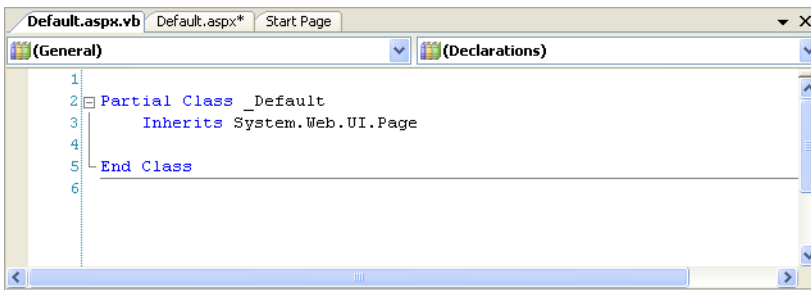 Default.aspx.vb Default.aspx* Start Page
(General) (Declarations)
1
2 Partial Class _Default
3 Inherits System.Web.UI.Page
4
5 End Class
6